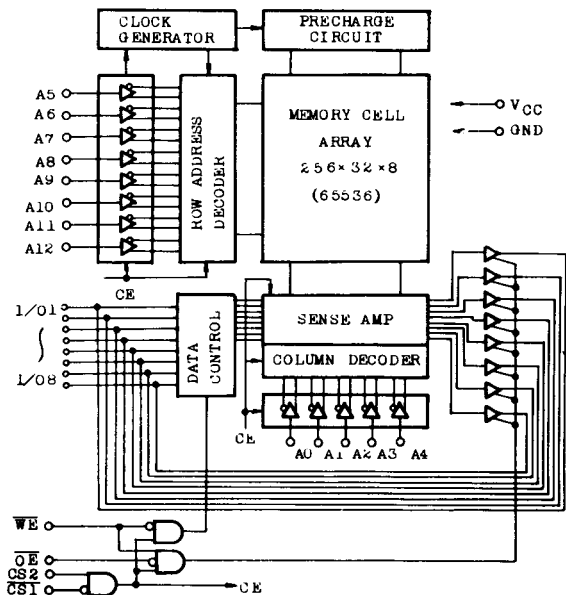 CLOCK
GENERATOR
PRECHARGE
CIRCUIT
A5
A6
A7
A8
A9
A10
A11
A12
ROW ADDRESS
DECODER
MEMORY CELL
ARRAY
256×32×8
(65536)
VCC
GND
CE
I/O1
I/O8
DATA
CONTROL
SENSE AMP
COLUMN DECODER
CE
A0 A1 A2 A3 A4
WE
OE
CS2
CS1
CE